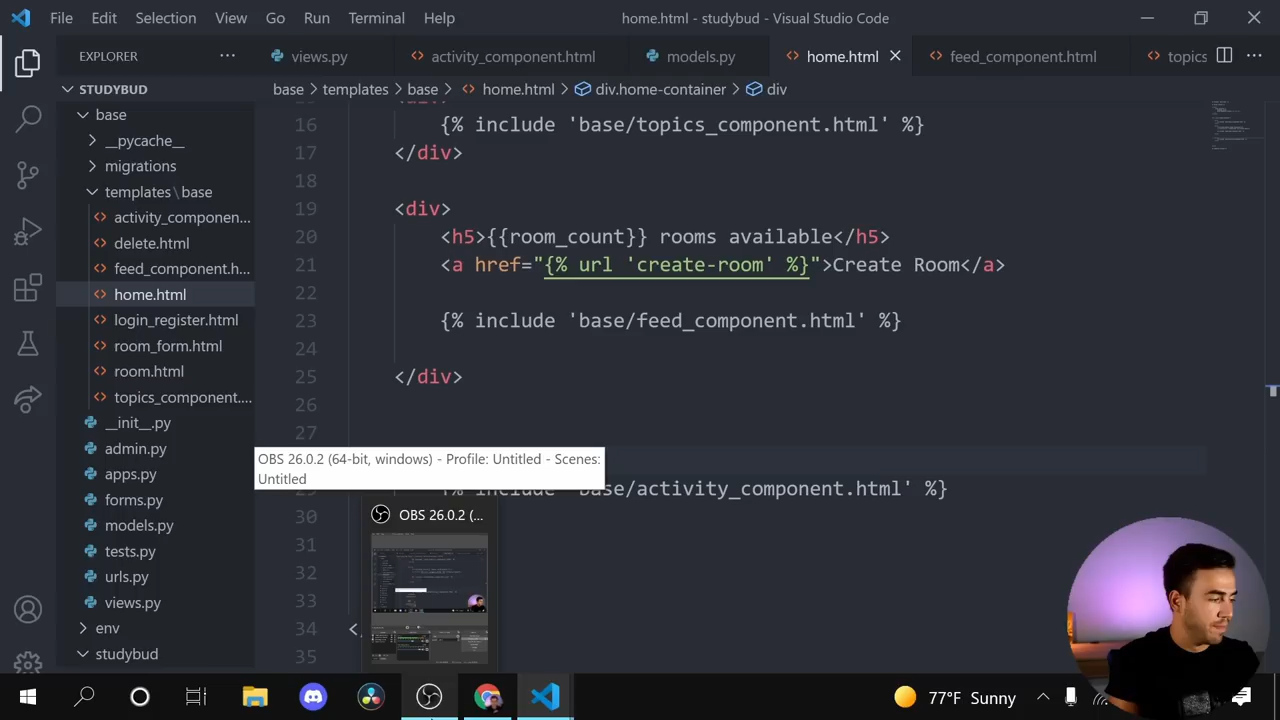 File Edit Selection View Go Run Terminal Help home.html - studybud - Visual Studio Code
EXPLORER views.py activity_component.html models.py home.html feed_component.html topics
STUDYBUD base > templates > base > home.html > div.home-container > div
base
__pycache__
migrations
templates\base
activity_componen...
delete.html
feed_component.h...
home.html
login_register.html
room_form.html
room.html
topics_component....
__init__.py
admin.py
apps.py
forms.py
models.py
tests.py
urls.py
views.py
env
studybud
16 {% include 'base/topics_component.html' %}
17 </div>
18
19 <div>
20 <h5>{{room_count}} rooms available</h5>
21 <a href="{% url 'create-room' %}">Create Room</a>
22
23 {% include 'base/feed_component.html' %}
24
25 </div>
26
27
OBS 26.0.2 (64-bit, windows) - Profile: Untitled - Scenes:
Untitled
{% include 'base/activity_component.html' %}
30
31
32
33
34 </
35
OBS 26.0.2 (...
77°F Sunny